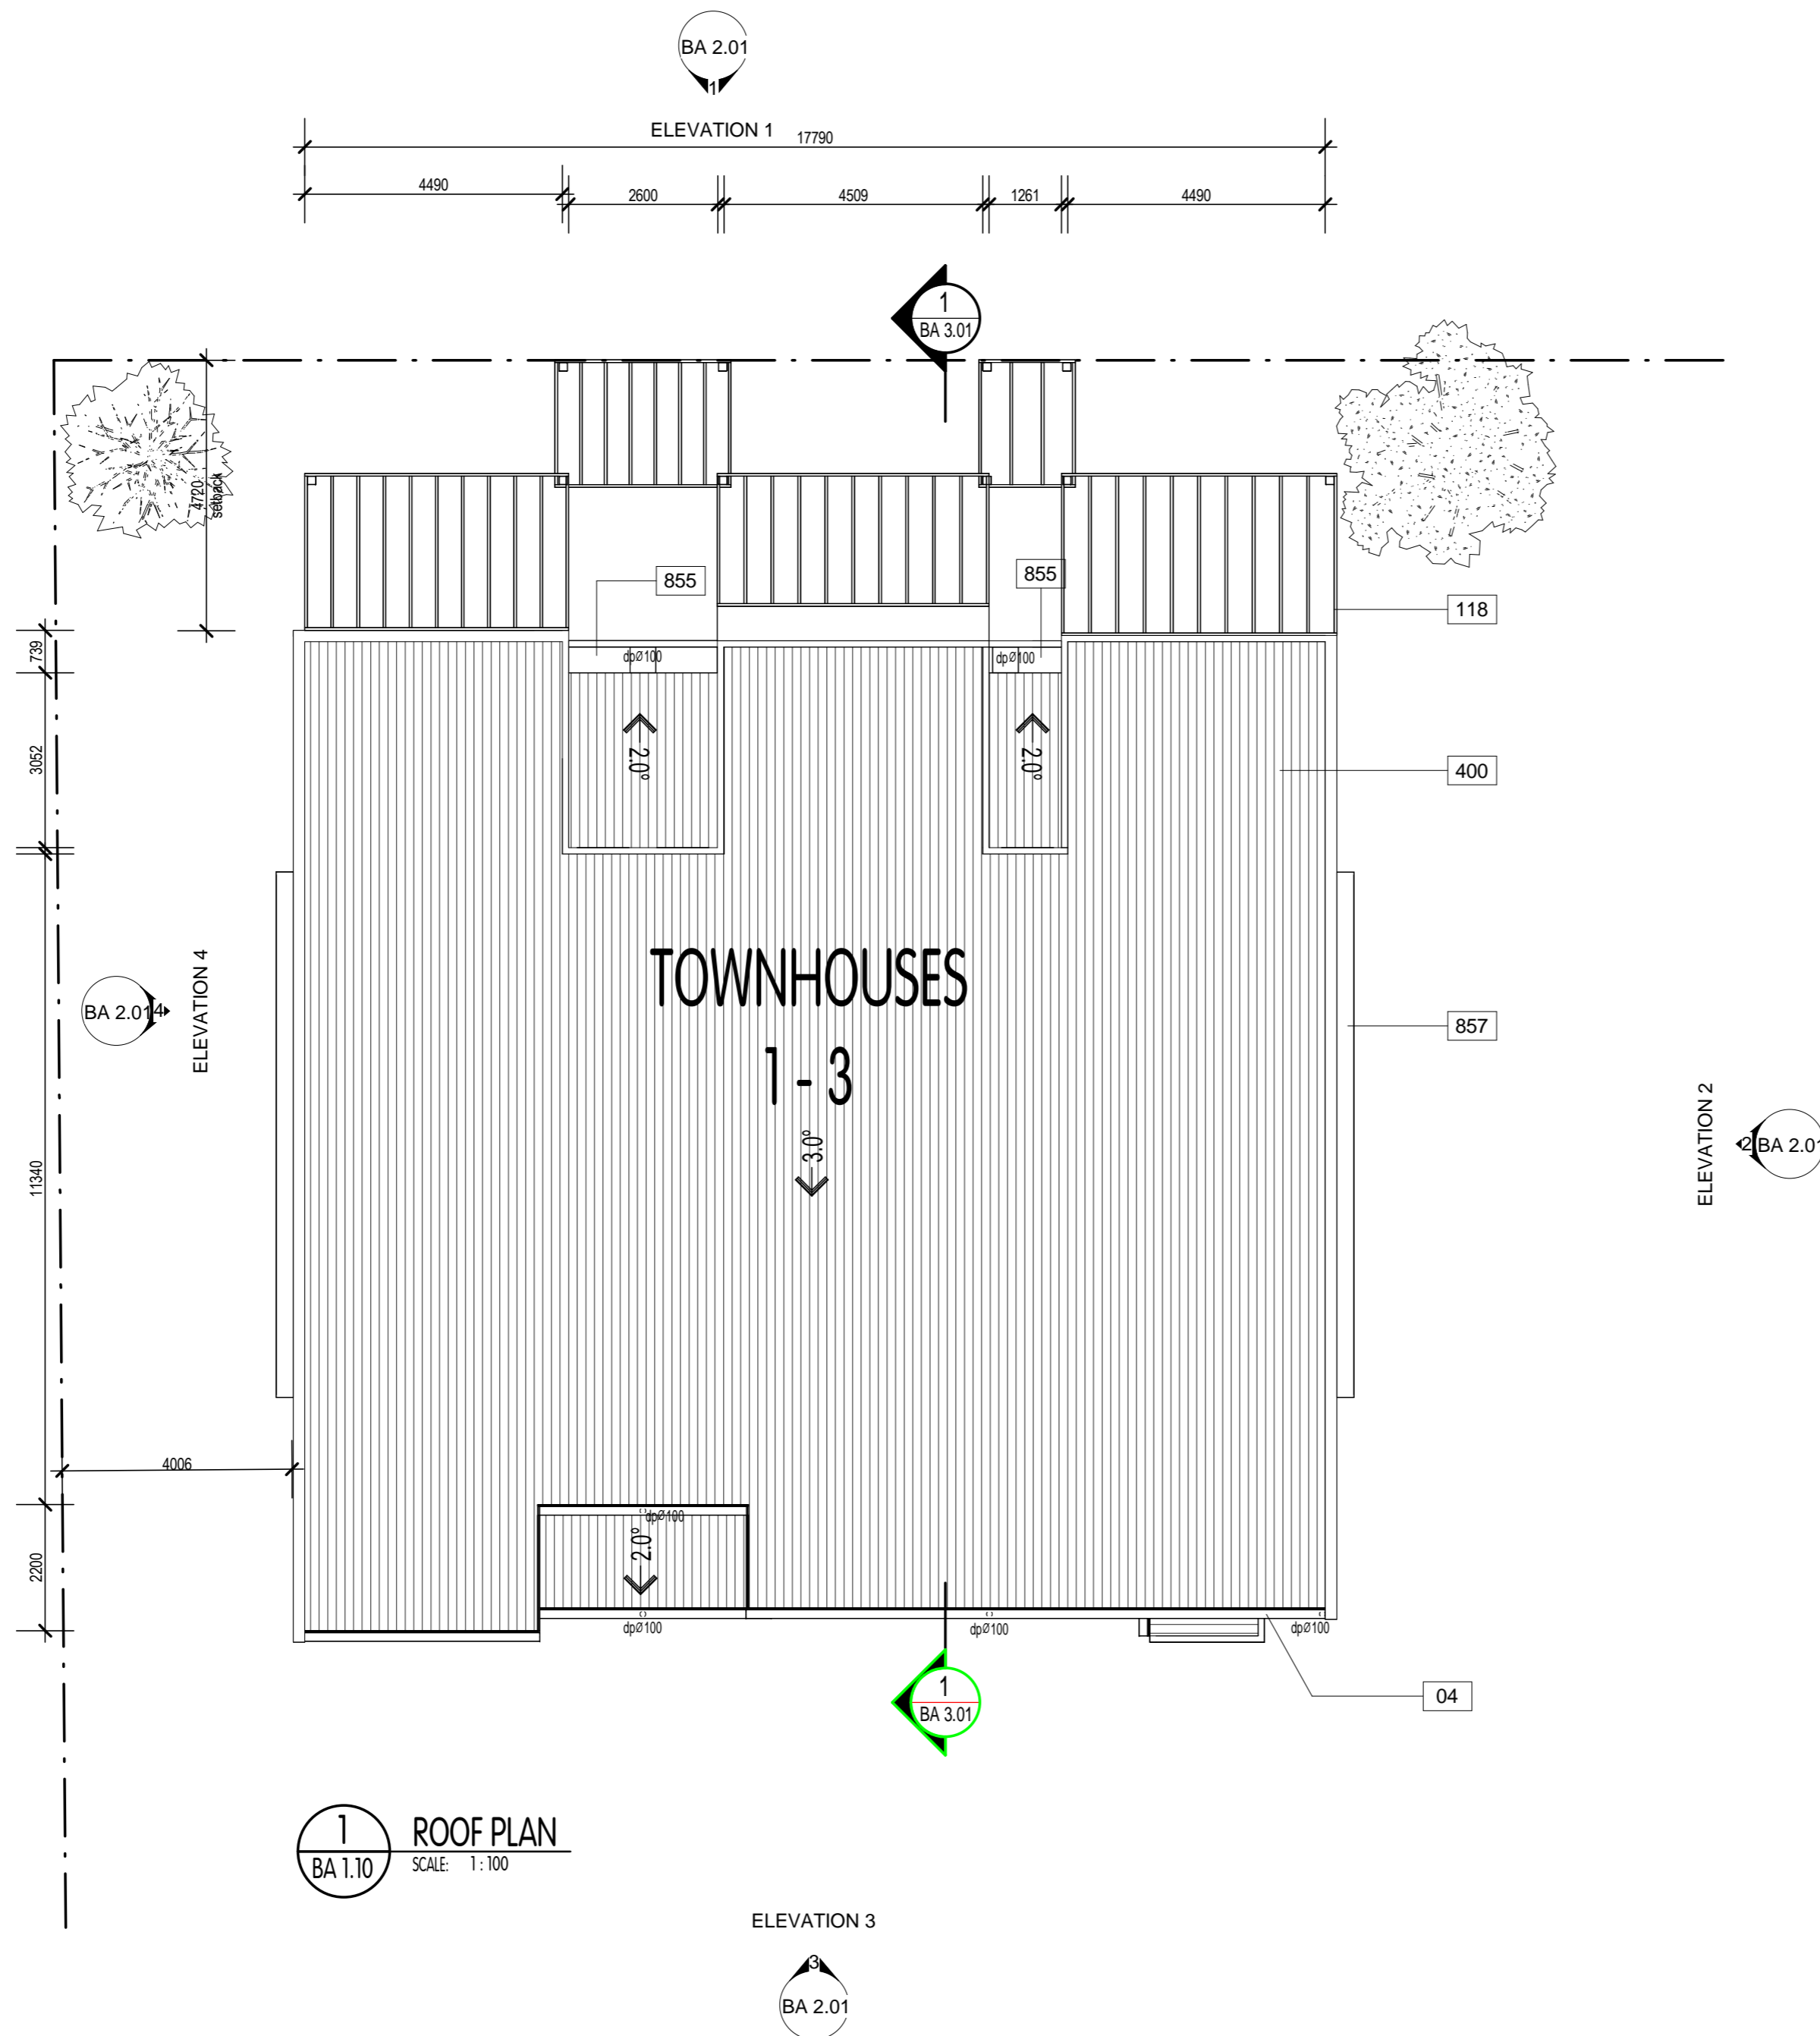 BA 2.01
1
ELEVATION 1
17790
4490
2600
4509
1261
4490
1
BA 3.01
4720
setback
855
855
118
739
dpØ100
dpØ100
3052
2.0°
2.0°
400
TOWNHOUSES
1 - 3
ELEVATION 4
BA 2.01
4
857
3.0°
ELEVATION 2
2
BA 2.01
11340
4006
dpØ100
2.0°
2200
dpØ100
dpØ100
dpØ100
1
BA 3.01
04
1
BA 1.10
ROOF PLAN
SCALE: 1 : 100
ELEVATION 3
3
BA 2.01